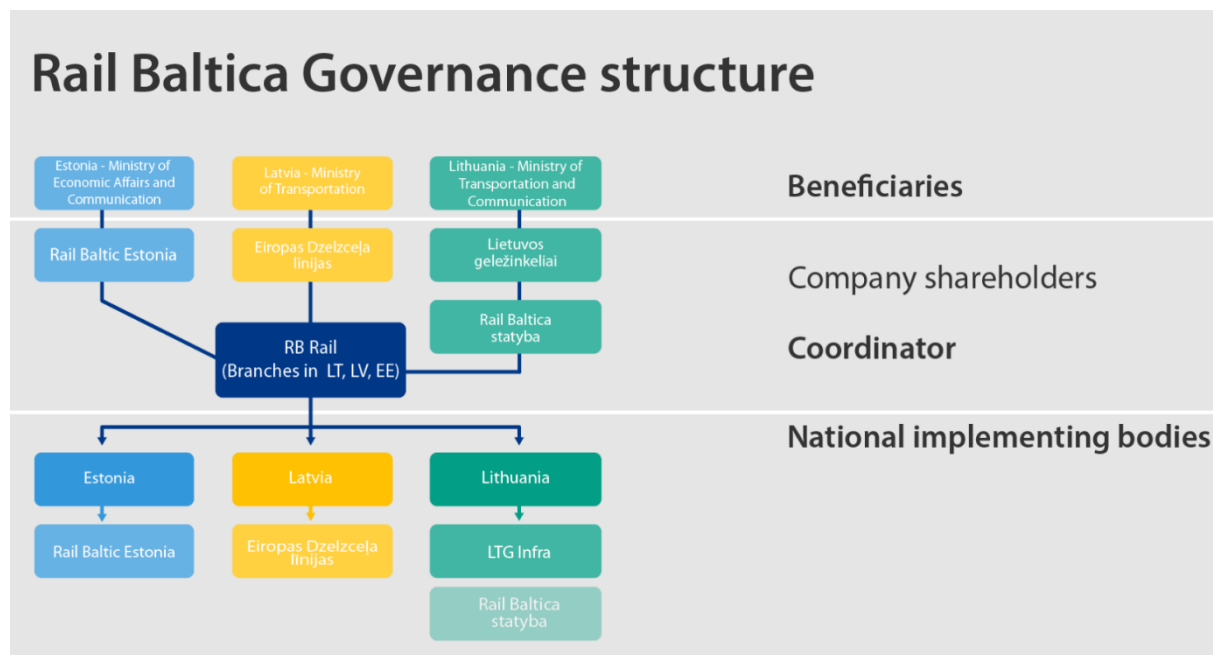 Rail Baltica Governance structure
Estonia - Ministry of
Economic Affairs and
Communication
Latvia - Ministry
of Transportation
Lithuania - Ministry of
Transportation and
Communication
Beneficiaries
Rail Baltic Estonia
Eiropas Dzelzceļa
līnijas
Lietuvos
geležinkeliai
Company shareholders
Rail Baltica
statyba
RB Rail
(Branches in LT, LV, EE)
Coordinator
National implementing bodies
Estonia
Latvia
Lithuania
Rail Baltic Estonia
Eiropas Dzelzceļa
līnijas
LTG Infra
Rail Baltica
statyba